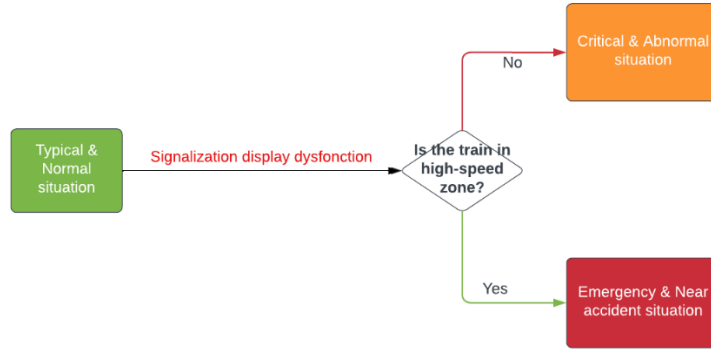 Critical & Abnormal
situation
No
Typical &
Normal
situation
Signalization display dysfonction
Is the train in
high-speed
zone?
Yes
Emergency & Near
accident situation